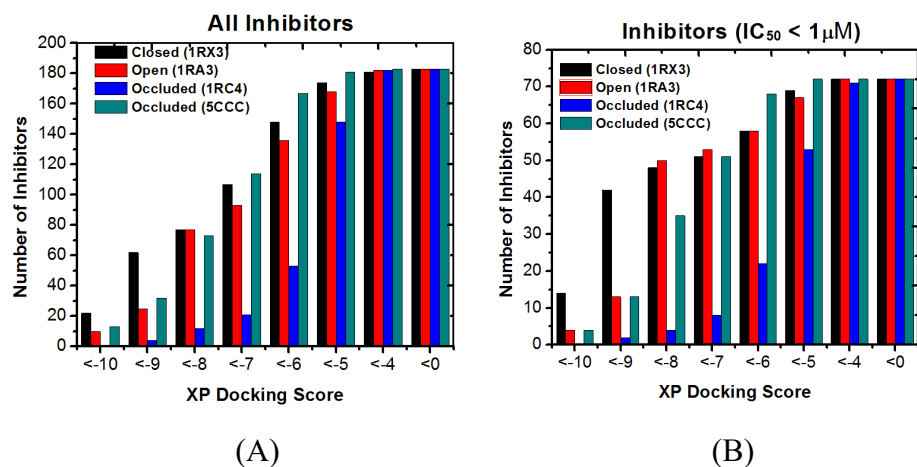 All Inhibitors
Closed (1RX3)
Open (1RA3)
Occluded (1RC4)
Occluded (5CCC)
Number of Inhibitors
200
180
160
140
120
100
80
60
40
20
0
<-10 <-9 <-8 <-7 <-6 <-5 <-4 <0
XP Docking Score
(A)
Inhibitors (IC50 < 1μM)
Closed (1RX3)
Open (1RA3)
Occluded (1RC4)
Occluded (5CCC)
Number of Inhibitors
80
70
60
50
40
30
20
10
0
<-10 <-9 <-8 <-7 <-6 <-5 <-4 <0
XP Docking Score
(B)